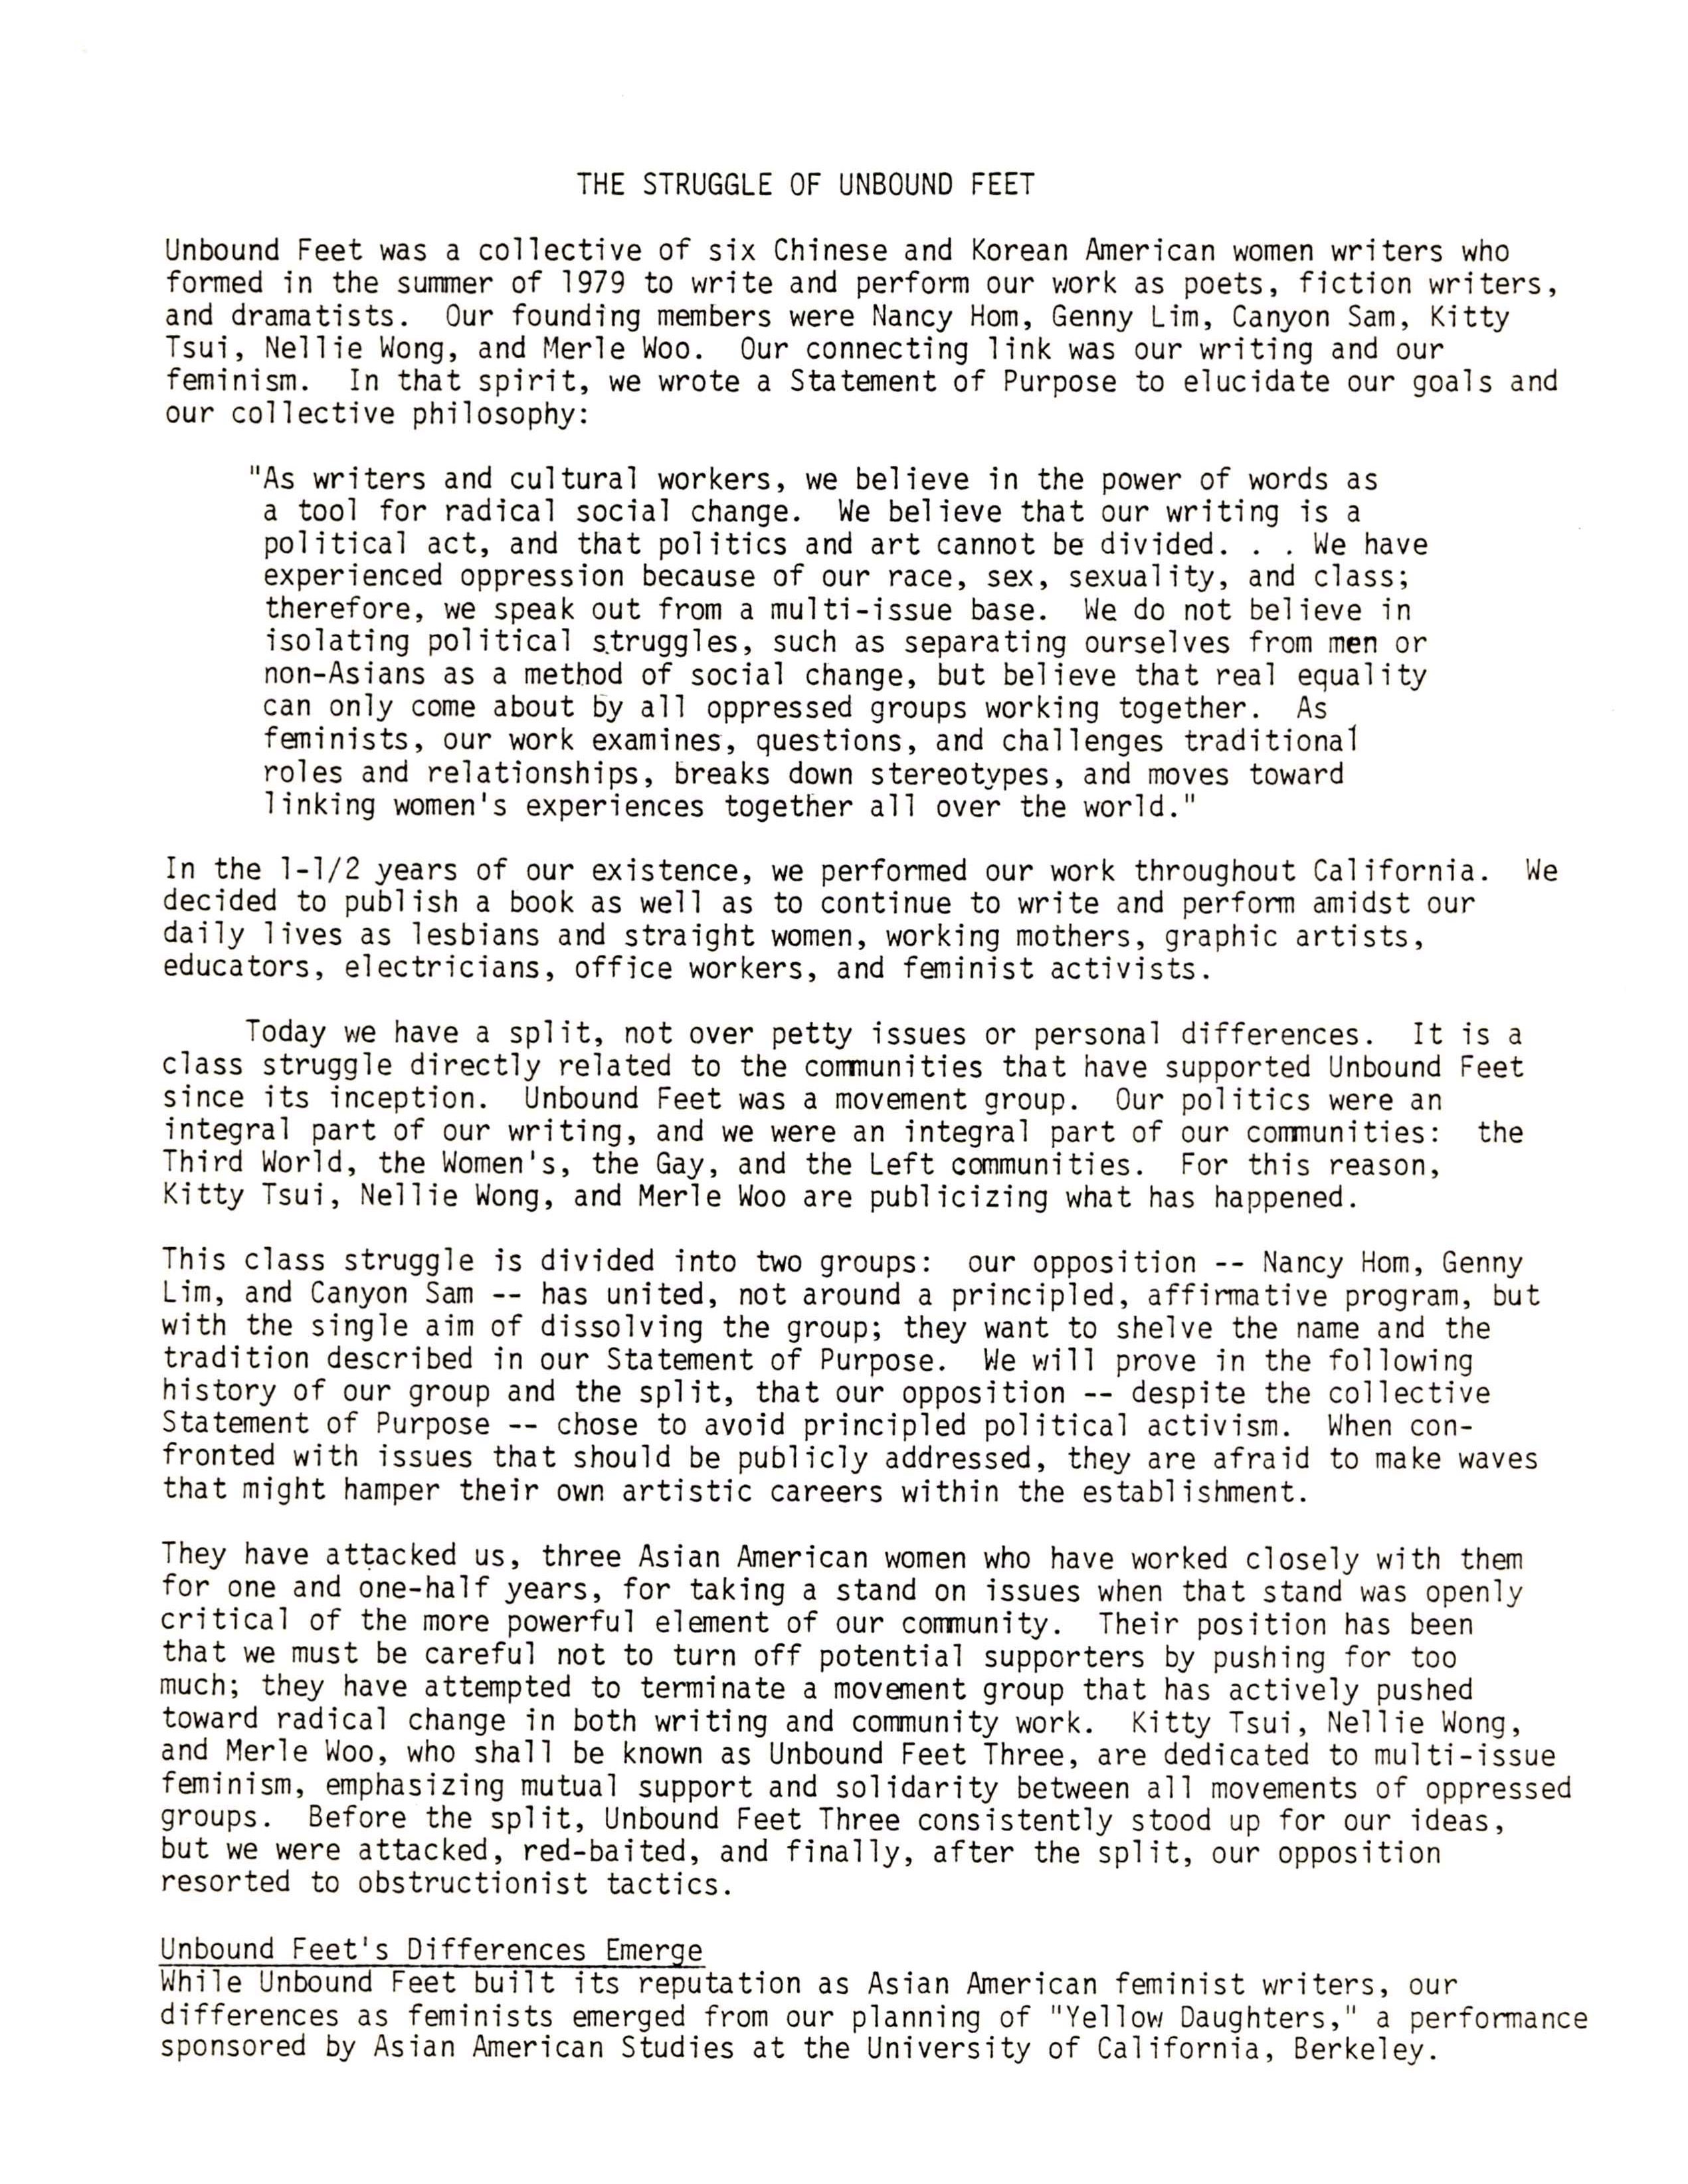 THE STRUGGLE OF UNBOUND FEET
Unbound Feet was a collective of six Chinese and Korean American women writers who
formed in the summer of 1979 to write and perform our work as poets, fiction writers,
and dramatists.  Our founding members were Nancy Hom, Genny Lim, Canyon Sam, Kitty
Tsui, Nellie Wong, and Merle Woo.  Our connecting link was our writing and our
feminism.  In that spirit, we wrote a Statement of Purpose to elucidate our goals and
our collective philosophy:
"As writers and cultural workers, we believe in the power of words as
a tool for radical social change.  We believe that our writing is a
political act, and that politics and art cannot be divided. . . We have
experienced oppression because of our race, sex, sexuality, and class;
therefore, we speak out from a multi-issue base.  We do not believe in
isolating political struggles, such as separating ourselves from men or
non-Asians as a method of social change, but believe that real equality
can only come about by all oppressed groups working together.  As
feminists, our work examines, questions, and challenges traditional
roles and relationships, breaks down stereotypes, and moves toward
linking women's experiences together all over the world."
In the 1-1/2 years of our existence, we performed our work throughout California.  We
decided to publish a book as well as to continue to write and perform amidst our
daily lives as lesbians and straight women, working mothers, graphic artists,
educators, electricians, office workers, and feminist activists.
Today we have a split, not over petty issues or personal differences.  It is a
class struggle directly related to the communities that have supported Unbound Feet
since its inception.  Unbound Feet was a movement group.  Our politics were an
integral part of our writing, and we were an integral part of our communities:  the
Third World, the Women's, the Gay, and the Left communities.  For this reason,
Kitty Tsui, Nellie Wong, and Merle Woo are publicizing what has happened.
This class struggle is divided into two groups:  our opposition -- Nancy Hom, Genny
Lim, and Canyon Sam -- has united, not around a principled, affirmative program, but
with the single aim of dissolving the group; they want to shelve the name and the
tradition described in our Statement of Purpose.  We will prove in the following
history of our group and the split, that our opposition -- despite the collective
Statement of Purpose -- chose to avoid principled political activism.  When con-
fronted with issues that should be publicly addressed, they are afraid to make waves
that might hamper their own artistic careers within the establishment.
They have attacked us, three Asian American women who have worked closely with them
for one and one-half years, for taking a stand on issues when that stand was openly
critical of the more powerful element of our community.  Their position has been
that we must be careful not to turn off potential supporters by pushing for too
much; they have attempted to terminate a movement group that has actively pushed
toward radical change in both writing and community work.  Kitty Tsui, Nellie Wong,
and Merle Woo, who shall be known as Unbound Feet Three, are dedicated to multi-issue
feminism, emphasizing mutual support and solidarity between all movements of oppressed
groups.  Before the split, Unbound Feet Three consistently stood up for our ideas,
but we were attacked, red-baited, and finally, after the split, our opposition
resorted to obstructionist tactics.
Unbound Feet's Differences Emerge
While Unbound Feet built its reputation as Asian American feminist writers, our
differences as feminists emerged from our planning of "Yellow Daughters," a performance
sponsored by Asian American Studies at the University of California, Berkeley.